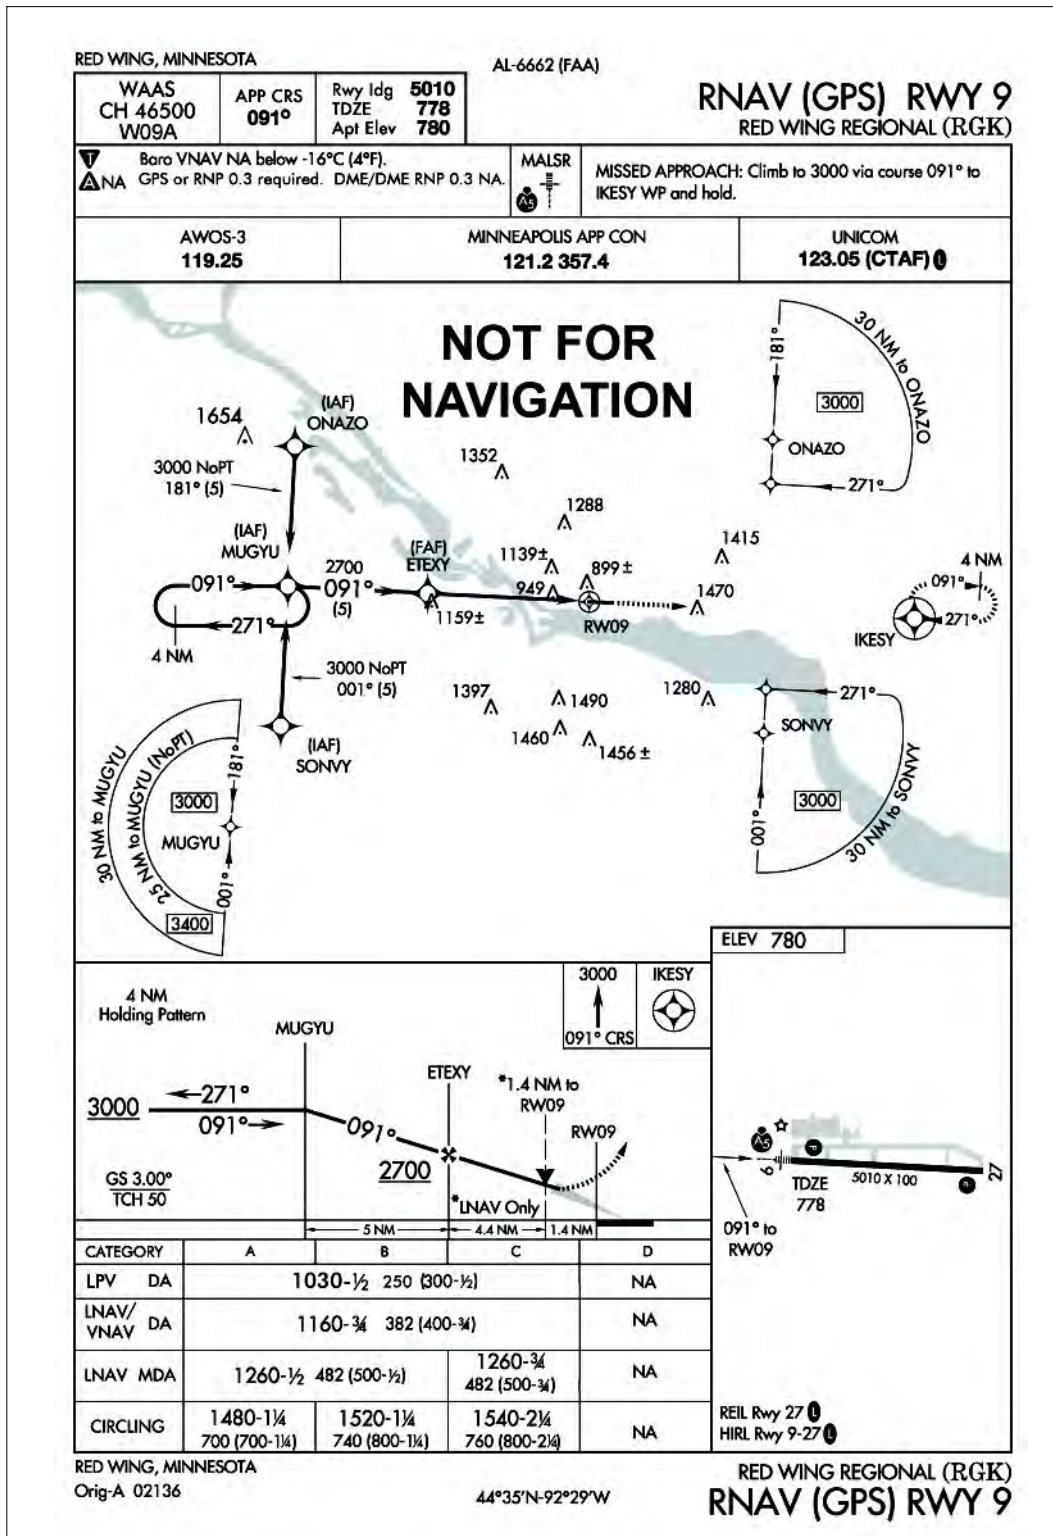 RED WING, MINNESOTA
AL-6662 (FAA)
WAAS
CH 46500
W09A
APP CRS
091°
Rwy ldg 5010
TDZE 778
Apt Elev 780
RNAV (GPS) RWY 9
RED WING REGIONAL (RGK)
T
A NA
Baro VNAV NA below -16°C (4°F).
GPS or RNP 0.3 required. DME/DME RNP 0.3 NA.
MALSR
A5
MISSED APPROACH: Climb to 3000 via course 091° to
IKESY WP and hold.
AWOS-3
119.25
MINNEAPOLIS APP CON
121.2 357.4
UNICOM
123.05 (CTAF) L
NOT FOR
NAVIGATION
181°
30 NM to ONAZO
3000
ONAZO
271°
1654
(IAF)
ONAZO
3000 NoPT
181° (5)
1352
1288
(IAF)
MUGYU
(FAF)
ETEXY
1139±
899±
1415
4 NM
091°
2700
091°
(5)
949
1159±
RW09
1470
091°
271°
IKESY
271°
4 NM
3000 NoPT
001° (5)
1397
1490
1460
1456±
1280
271°
SONVY
(IAF)
SONVY
3000
001°
30 NM to SONVY
30 NM to MUGYU
25 NM to MUGYU (NoPT)
181°
3000
MUGYU
001°
3400
ELEV 780
4 NM
Holding Pattern
MUGYU
3000
091° CRS
IKESY
ETEXY
*1.4 NM to
RW09
RW09
3000
271°
091°
091°
2700
GS 3.00°
TCH 50
*LNAV Only
5 NM
4.4 NM
1.4 NM
A5
P
9
TDZE
778
5010 X 100
P
27
091° to
RW09
CATEGORY A B C D
LPV DA 1030-½ 250 (300-½) NA
LNAV/
VNAV DA 1160-¾ 382 (400-¾) NA
LNAV MDA 1260-½ 482 (500-½) 1260-¾
482 (500-¾) NA
CIRCLING 1480-1¼ 1520-1¼ 1540-2¼ NA
700 (700-1¼) 740 (800-1¼) 760 (800-2¼)
REIL Rwy 27 L
HIRL Rwy 9-27 L
RED WING, MINNESOTA
Orig-A 02136
44°35'N-92°29'W
RED WING REGIONAL (RGK)
RNAV (GPS) RWY 9